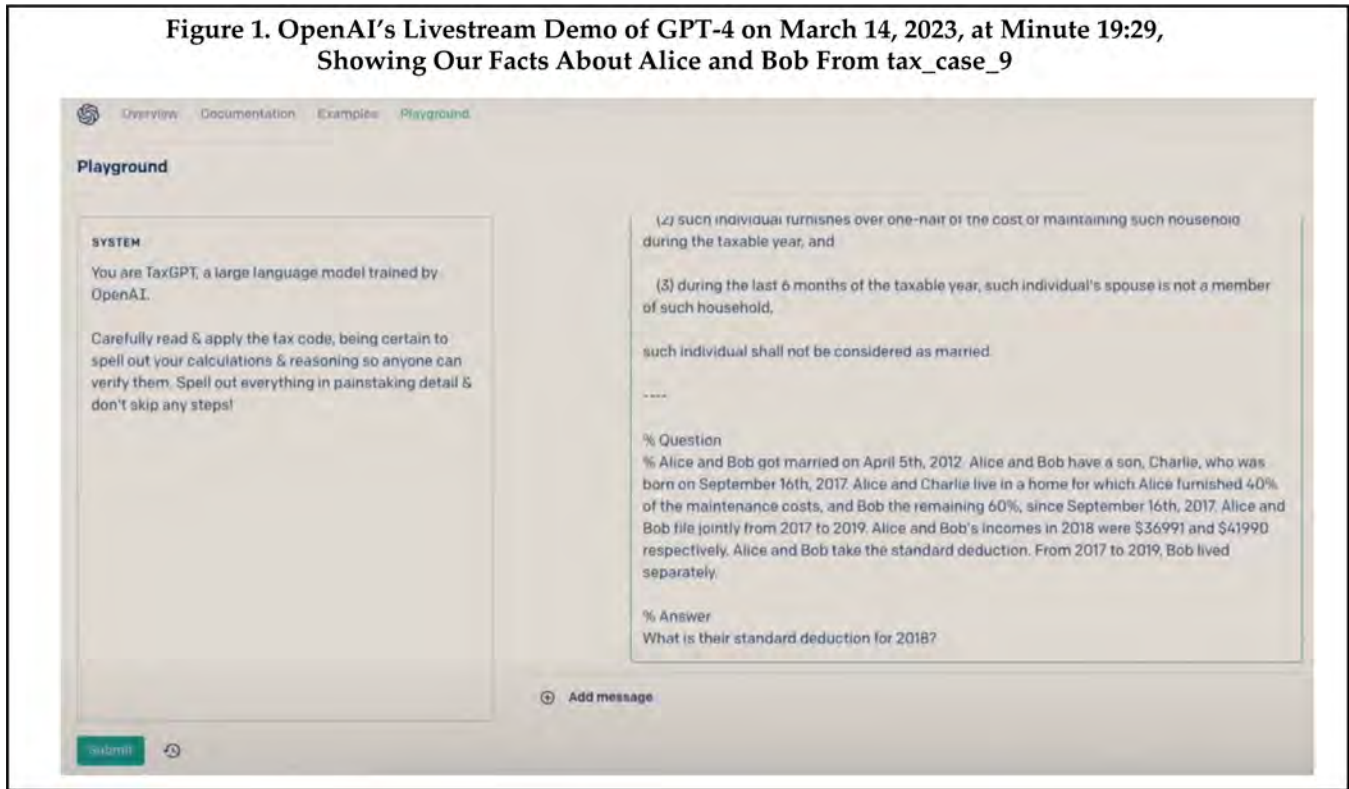 Figure 1. OpenAI's Livestream Demo of GPT-4 on March 14, 2023, at Minute 19:29,
Showing Our Facts About Alice and Bob From tax_case_9
Overview Documentation Examples Playground
Playground
SYSTEM
You are TaxGPT, a large language model trained by
OpenAI.
Carefully read & apply the tax code, being certain to
spell out your calculations & reasoning so anyone can
verify them. Spell out everything in painstaking detail &
don't skip any steps!
(2) such individual furnishes over one-half of the cost of maintaining such household
during the taxable year, and
(3) during the last 6 months of the taxable year, such individual's spouse is not a member
of such household,
such individual shall not be considered as married.
----
% Question
% Alice and Bob got married on April 5th, 2012. Alice and Bob have a son, Charlie, who was
born on September 16th, 2017. Alice and Charlie live in a home for which Alice furnished 40%
of the maintenance costs, and Bob the remaining 60%, since September 16th, 2017. Alice and
Bob file jointly from 2017 to 2019. Alice and Bob's incomes in 2018 were $36991 and $41990
respectively. Alice and Bob take the standard deduction. From 2017 to 2019, Bob lived
separately.
% Answer
What is their standard deduction for 2018?
Add message
Submit